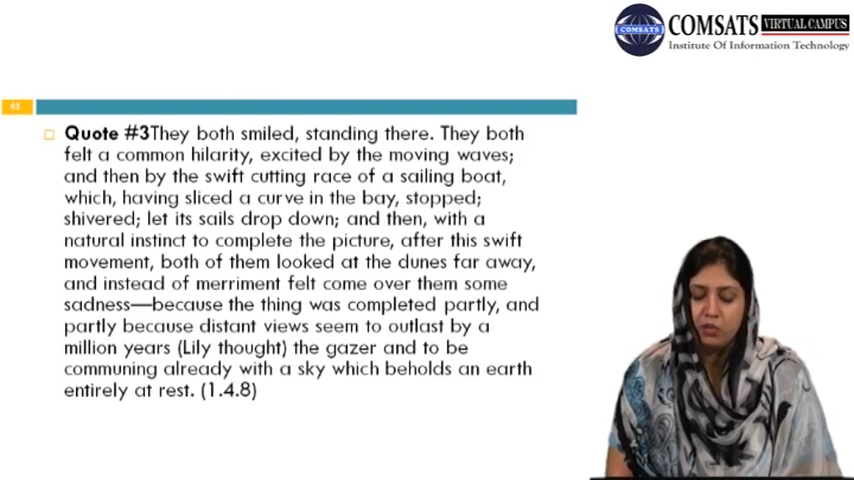 COMSATS
COMSATS VIRTUAL CAMPUS
Institute Of Information Technology
45
Quote #3They both smiled, standing there. They both
felt a common hilarity, excited by the moving waves;
and then by the swift cutting race of a sailing boat,
which, having sliced a curve in the bay, stopped;
shivered; let its sails drop down; and then, with a
natural instinct to complete the picture, after this swift
movement, both of them looked at the dunes far away,
and instead of merriment felt come over them some
sadness—because the thing was completed partly, and
partly because distant views seem to outlast by a
million years (Lily thought) the gazer and to be
communing already with a sky which beholds an earth
entirely at rest. (1.4.8)